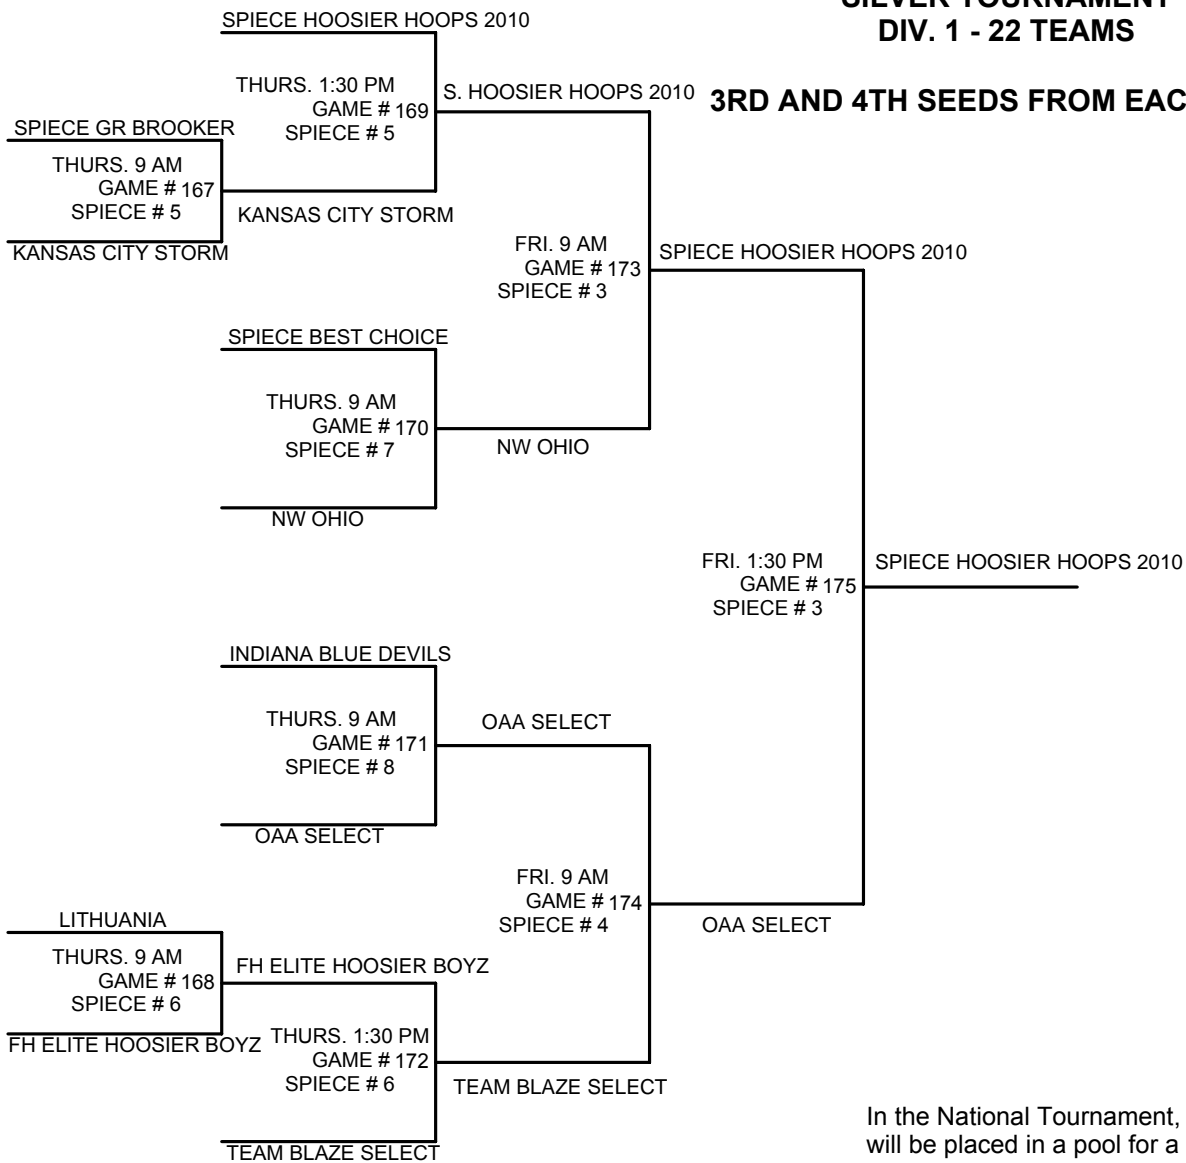 SILVER TOURNAMENT
DIV. 1 - 22 TEAMS
3RD AND 4TH SEEDS FROM EAC
SPIECE HOOSIER HOOPS 2010
THURS. 1:30 PM
GAME # 169
SPIECE # 5
S. HOOSIER HOOPS 2010
SPIECE GR BROOKER
THURS. 9 AM
GAME # 167
SPIECE # 5
KANSAS CITY STORM
KANSAS CITY STORM
FRI. 9 AM
GAME # 173
SPIECE # 3
SPIECE HOOSIER HOOPS 2010
SPIECE BEST CHOICE
THURS. 9 AM
GAME # 170
SPIECE # 7
NW OHIO
NW OHIO
FRI. 1:30 PM
GAME # 175
SPIECE # 3
SPIECE HOOSIER HOOPS 2010
INDIANA BLUE DEVILS
THURS. 9 AM
GAME # 171
SPIECE # 8
OAA SELECT
OAA SELECT
FRI. 9 AM
GAME # 174
SPIECE # 4
OAA SELECT
LITHUANIA
THURS. 9 AM
GAME # 168
SPIECE # 6
FH ELITE HOOSIER BOYZ
FH ELITE HOOSIER BOYZ
THURS. 1:30 PM
GAME # 172
SPIECE # 6
TEAM BLAZE SELECT
TEAM BLAZE SELECT
In the National Tournament,
will be placed in a pool for a